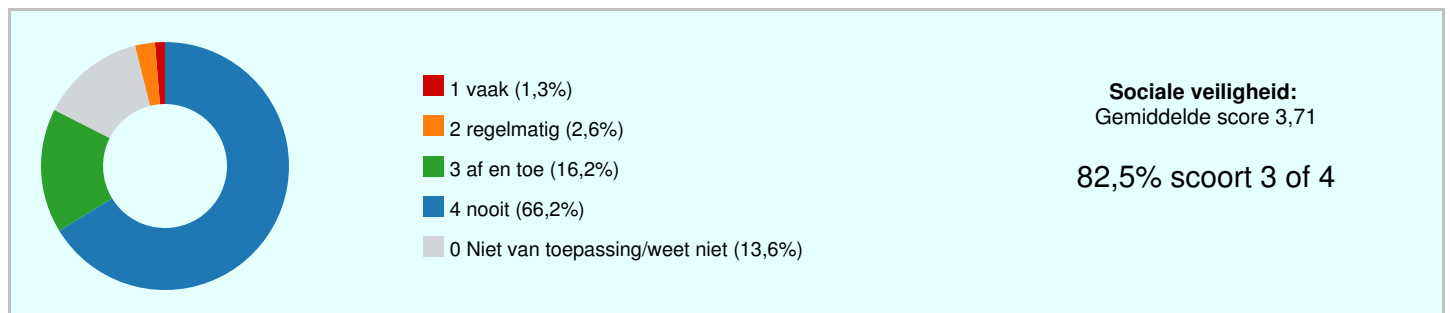 1 vaak (1,3%)
2 regelmatig (2,6%)
3 af en toe (16,2%)
4 nooit (66,2%)
0 Niet van toepassing/weet niet (13,6%)
Sociale veiligheid:
Gemiddelde score 3,71
82,5% scoort 3 of 4